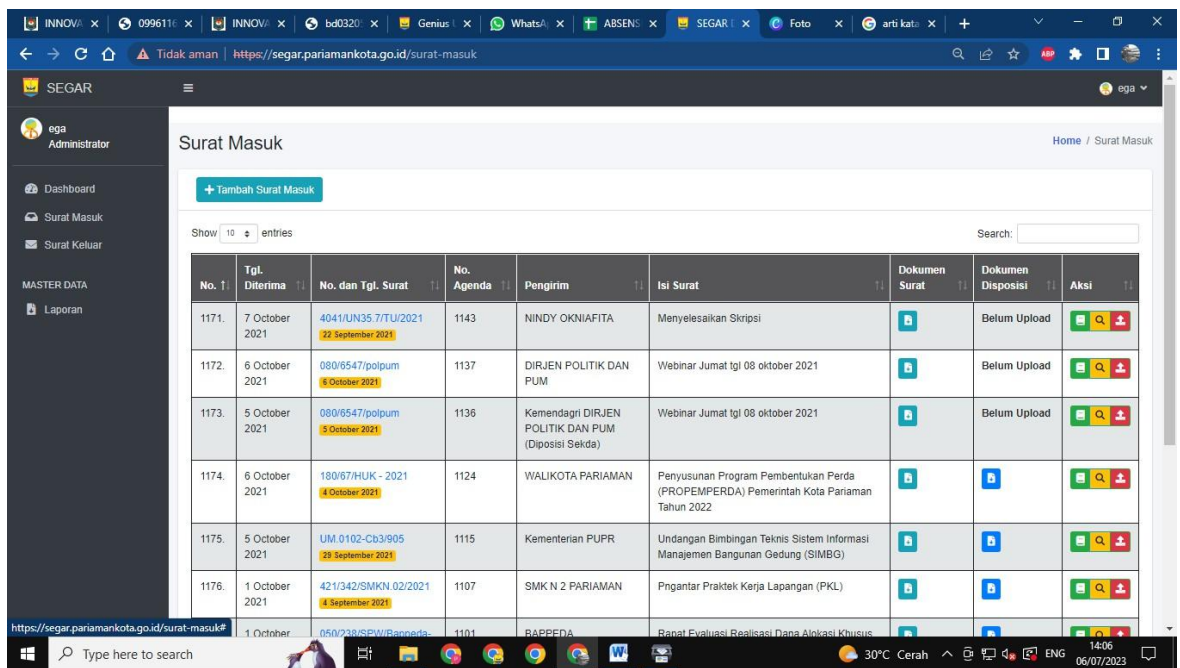 INNOVA
0996116
INNOVA
bd0320
Genius
WhatsA
ABSENS
SEGAR
Foto
arti kata
Tidak aman | https://segar.pariamankota.go.id/surat-masuk
ABP
SEGAR
ega
ega
Administrator
Surat Masuk
Home / Surat Masuk
Dashboard
Surat Masuk
Surat Keluar
MASTER DATA
Laporan
+ Tambah Surat Masuk
Show 10 entries
Search:
No. Tgl. Diterima No. dan Tgl. Surat No. Agenda Pengirim Isi Surat Dokumen Surat Dokumen Disposisi Aksi
1171. 7 October 4041/UN35.7/TU/2021 1143 NINDY OKNIAFITA Menyelesaikan Skripsi Belum Upload
2021 22 September 2021
1172. 6 October 080/6547/polpum 1137 DIRJEN POLITIK DAN Webinar Jumat tgl 08 oktober 2021 Belum Upload
2021 6 October 2021 PUM
1173. 5 October 080/6547/polpum 1136 Kemendagri DIRJEN Webinar Jumat tgl 08 oktober 2021 Belum Upload
2021 5 October 2021 POLITIK DAN PUM
(Diposisi Sekda)
1174. 6 October 180/67/HUK - 2021 1124 WALIKOTA PARIAMAN Penyusunan Program Pembentukan Perda
2021 4 October 2021 (PROPEMPERDA) Pemerintah Kota Pariaman
Tahun 2022
1175. 5 October UM.0102-Cb3/905 1115 Kementerian PUPR Undangan Bimbingan Teknis Sistem Informasi
2021 29 September 2021 Manajemen Bangunan Gedung (SIMBG)
1176. 1 October 421/342/SMKN.02/2021 1107 SMK N 2 PARIAMAN Pngantar Praktek Kerja Lapangan (PKL)
2021 4 September 2021
1 October 050/238/SPW/Bappeda- 1101 BAPPEDA Rapat Evaluasi Realisasi Dana Alokasi Khusus
https://segar.pariamankota.go.id/surat-masuk#
Type here to search
30°C Cerah
ENG
14:06
06/07/2023